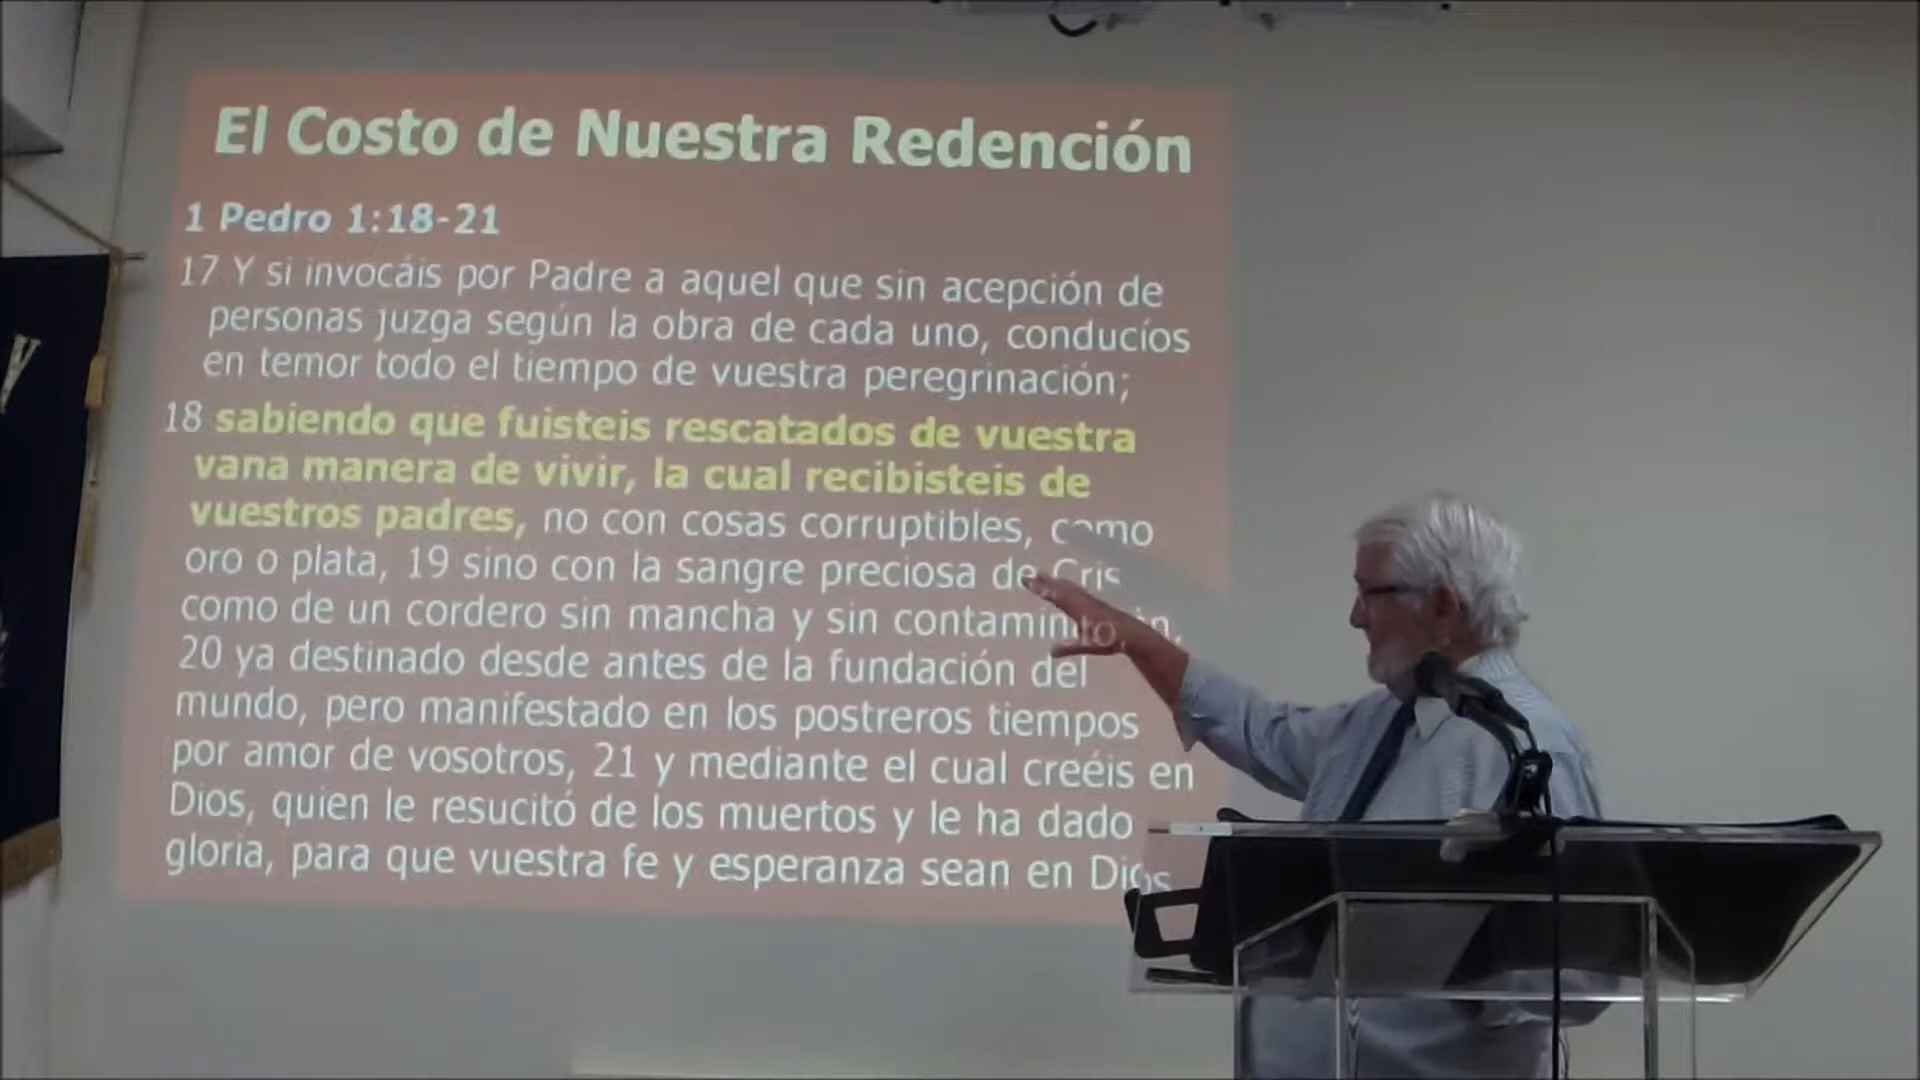 El Costo de Nuestra Redención
1 Pedro 1:18-21
17 Y si invocáis por Padre a aquel que sin acepción de
personas juzga según la obra de cada uno, conducíos
en temor todo el tiempo de vuestra peregrinación;
18 sabiendo que fuisteis rescatados de vuestra
vana manera de vivir, la cual recibisteis de
vuestros padres, no con cosas corruptibles, como
oro o plata, 19 sino con la sangre preciosa de
como de un cordero sin mancha y sin
20 ya destinado desde antes de la fundación del
mundo, pero manifestado en los postreros tiempos
por amor de vosotros, 21 y mediante el cual creéis en
Dios, quien le resucitó de los muertos y le ha dado
gloria, para que vuestra fe y esperanza sean en Dios